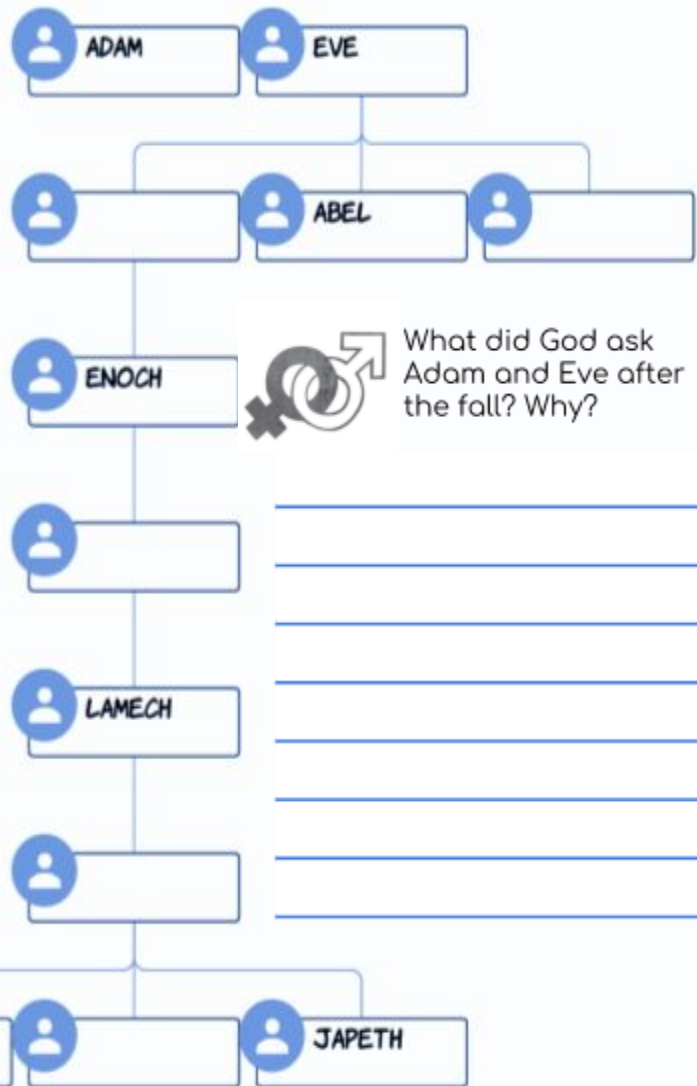 ADAM
EVE
ABEL
ENOCH
What did God ask
Adam and Eve after
the fall? Why?
LAMECH
JAPETH